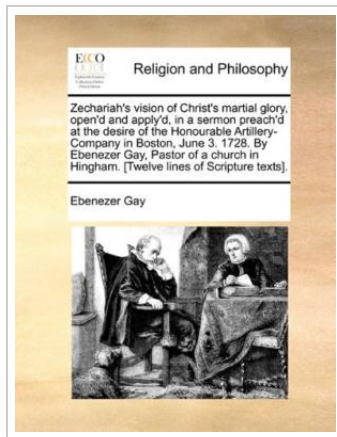 ECCO
Religion and Philosophy
Zechariah's vision of Christ's martial glory,
open'd and apply'd, in a sermon preach'd
at the desire of the Honourable Artillery-
Company in Boston, June 3. 1728. By
Ebenezer Gay, Pastor of a church in
Hingham. [Twelve lines of Scripture texts].
Ebenezer Gay